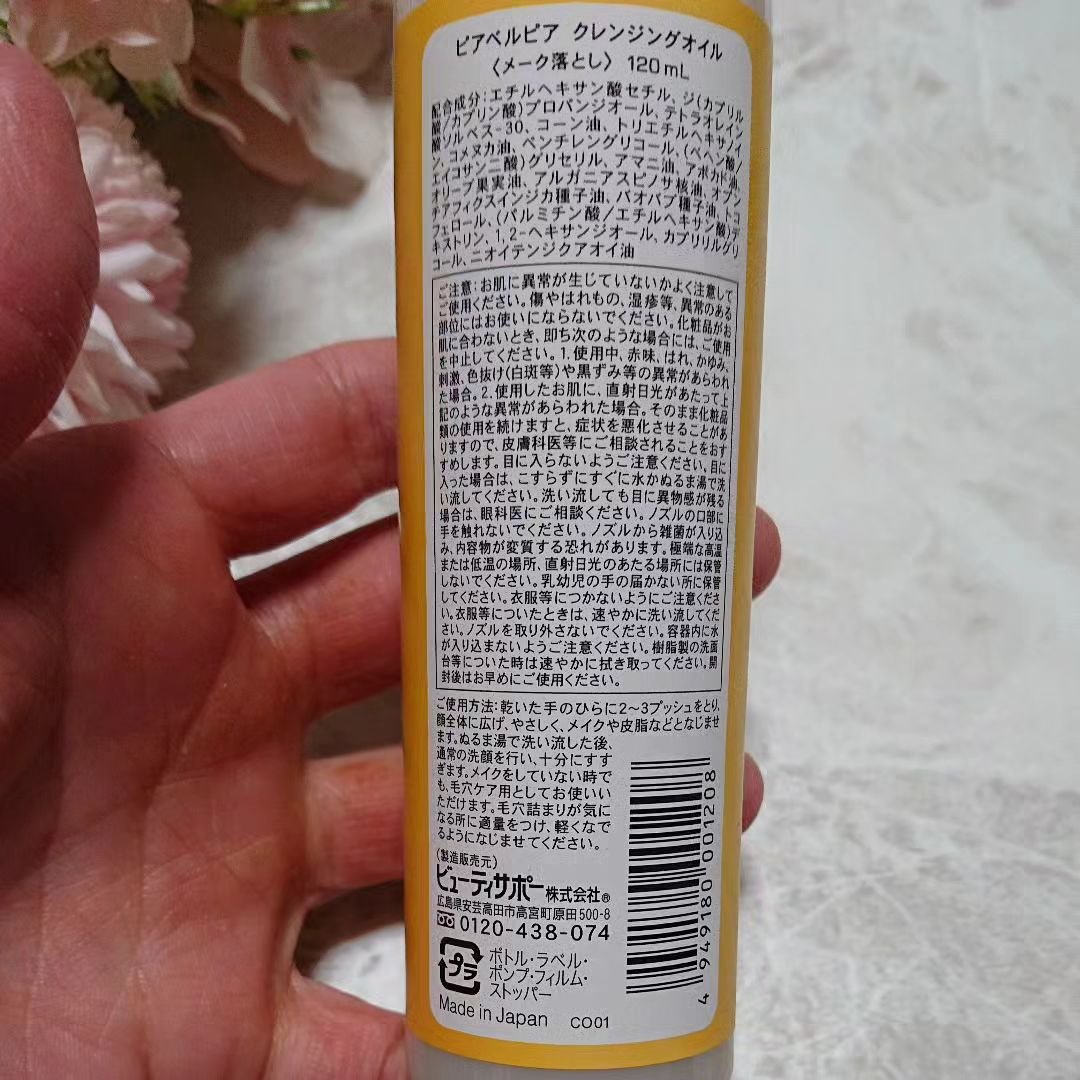 ピアベルピア クレンジングオイル
〈メーク落とし〉 120mL
配合成分:エチルヘキサン酸セチル、ジ(カプリル
酸/カプリン酸)プロパンジオール、テトラオレイン
酸ソルベス-30、コーン油、トリエチルヘキサノイ
ン、コメヌカ油、ペンチレングリコール、(ベヘン酸/
エイコサン二酸)グリセリル、アマニ油、アボカド油、
オリーブ果実油、アルガニアスピノサ核油、オプン
チアフィクスインジカ種子油、バオバブ種子油、トコ
フェロール、(パルミチン酸/エチルヘキサン酸)デ
キストリン、1,2-ヘキサンジオール、カプリリルグリ
コール、ニオイテンジクアオイ油
ご注意:お肌に異常が生じていないかよく注意して
ご使用ください。傷やはれもの、湿疹等、異常のある
部位にはお使いにならないでください。化粧品がお
肌に合わないとき、即ち次のような場合には、ご使用
を中止してください。1.使用中、赤味、はれ、かゆみ、
刺激、色抜け(白斑等)や黒ずみ等の異常があらわれ
た場合。2.使用したお肌に、直射日光があたって上
記のような異常があらわれた場合。そのまま化粧品
類の使用を続けますと、症状を悪化させることがあ
りますので、皮膚科医等にご相談されることをおす
すめします。目に入らないようご注意ください。目に
入った場合は、こすらずにすぐに水かぬるま湯で洗
い流してください。洗い流しても目に異物感が残る
場合は、眼科医にご相談ください。ノズルの口部に
手を触れないでください。ノズルから雑菌が入り込
み、内容物が変質する恐れがあります。極端な高温
または低温の場所、直射日光のあたる場所には保管
しないでください。乳幼児の手の届かない所に保管
してください。衣服等につかないようにご注意くださ
い。衣服等についたときは、速やかに洗い流してくだ
さい。ノズルを取り外さないでください。容器内に水
が入り込まないようご注意ください。樹脂製の洗面
台等についた時は速やかに拭き取ってください。開
封後はお早めにご使用ください。
ご使用方法:乾いた手のひらに2〜3プッシュをとり、
顔全体に広げ、やさしく、メイクや皮脂などとなじませ
ます。ぬるま湯で洗い流した後、
通常の洗顔を行い、十分にすす
ぎます。メイクをしていない時で
も、毛穴ケア用としてお使いい
ただけます。毛穴詰まりが気に
なる所に適量をつけ、軽くなで
るようになじませてください。
(製造販売元)
ビューティサポー株式会社®
広島県安芸高田市高宮町原田500-8
0120-438-074
プラ
ボトル・ラベル・
ポンプ・フィルム・
ストッパー
Made in Japan CO01
4 949180 001208